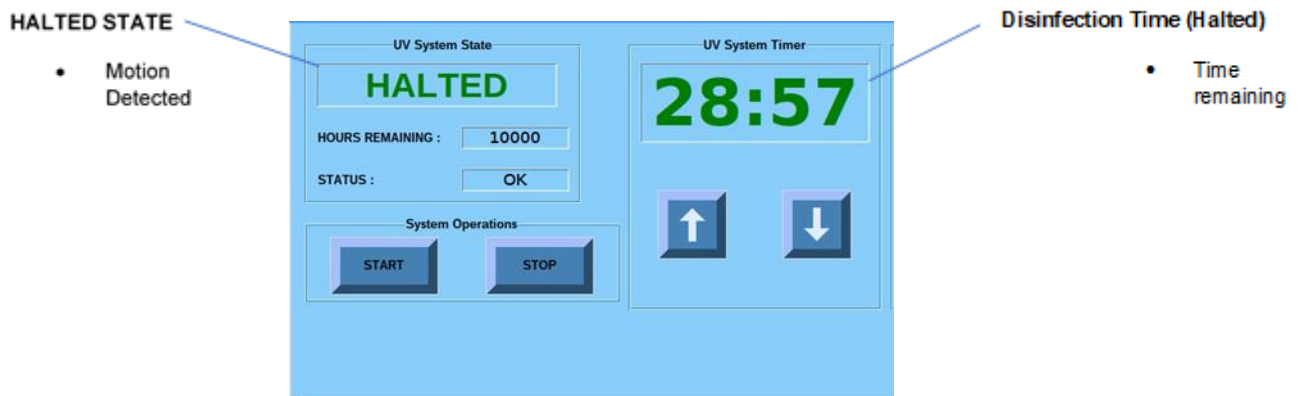 HALTED STATE
• Motion
Detected
UV System State
HALTED
HOURS REMAINING : 10000
STATUS : OK
System Operations
START STOP
UV System Timer
28:57
Disinfection Time (Halted)
• Time
remaining